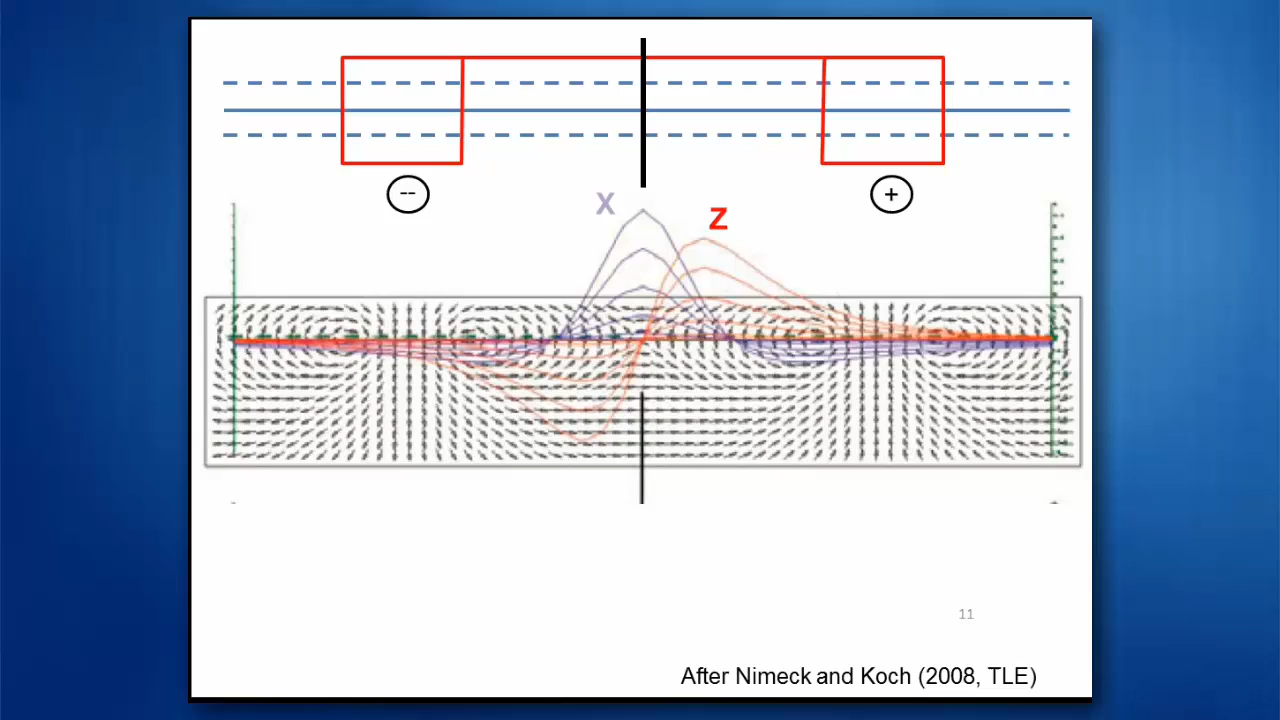 --
+
X
Z
11
After Nimeck and Koch (2008, TLE)